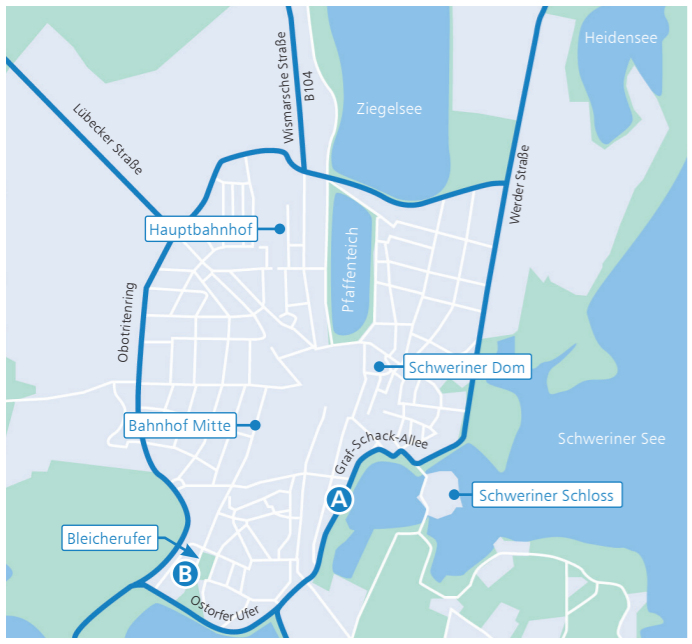 Heidensee
Wismarsche Straße
B104
Ziegelsee
Lübecker Straße
Werder Straße
Hauptbahnhof
Pfaffenteich
Obotritenring
Schweriner Dom
Bahnhof Mitte
Graf-Schack-Allee
Schweriner See
A
Schweriner Schloss
Bleicherufer
B
Ostorfer Ufer